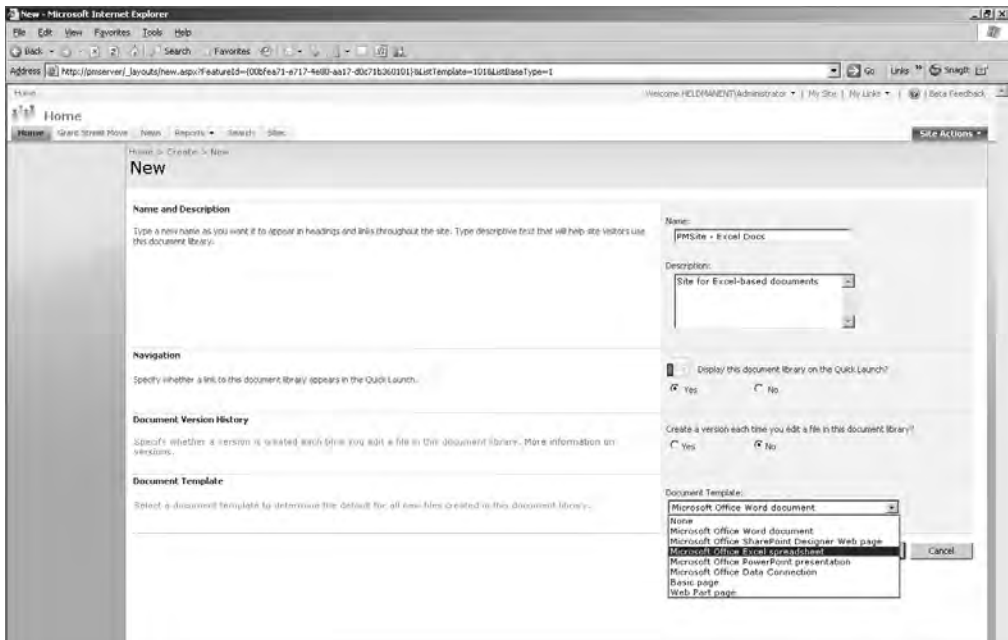 New - Microsoft Internet Explorer
File Edit View Favorites Tools Help
Back Search Favorites
Address http://pmserver/_layouts/new.aspx?FeatureId={00bfea71-e717-4e80-aa17-d0c71b360101}&ListTemplate=101&ListBaseType=1 Go Links » SnagIt
Home Welcome HELDMANENT\Administrator | My Site | My Links | Beta Feedback
Home
Home Grant Street Move News Reports Search Sites Site Actions
Home > Create > New
New
Name and Description
Type a new name as you want it to appear in headings and links throughout the site. Type descriptive text that will help site visitors use
this document library.
Name:
PMSite - Excel Docs
Description:
Site for Excel-based documents
Navigation
Specify whether a link to this document library appears in the Quick Launch.
Display this document library on the Quick Launch?
Yes No
Document Version History
Specify whether a version is created each time you edit a file in this document library. More information on
versions.
Create a version each time you edit a file in this document library?
Yes No
Document Template
Select a document template to determine the default for all new files created in this document library.
Document Template:
Microsoft Office Word document
None
Microsoft Office Word document
Microsoft Office SharePoint Designer Web page
Microsoft Office Excel spreadsheet
Microsoft Office PowerPoint presentation
Microsoft Office Data Connection
Basic page
Web Part page
Cancel